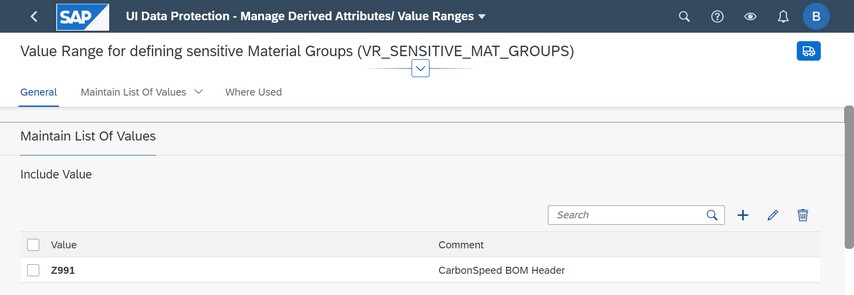 SAP UI Data Protection - Manage Derived Attributes/ Value Ranges B
Value Range for defining sensitive Material Groups (VR_SENSITIVE_MAT_GROUPS)
General Maintain List Of Values Where Used
Maintain List Of Values
Include Value
Search
Value Comment
Z991 CarbonSpeed BOM Header